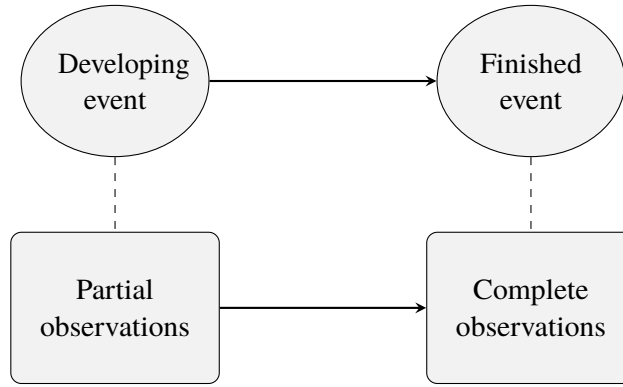 Developing
event
Finished
event
Partial
observations
Complete
observations